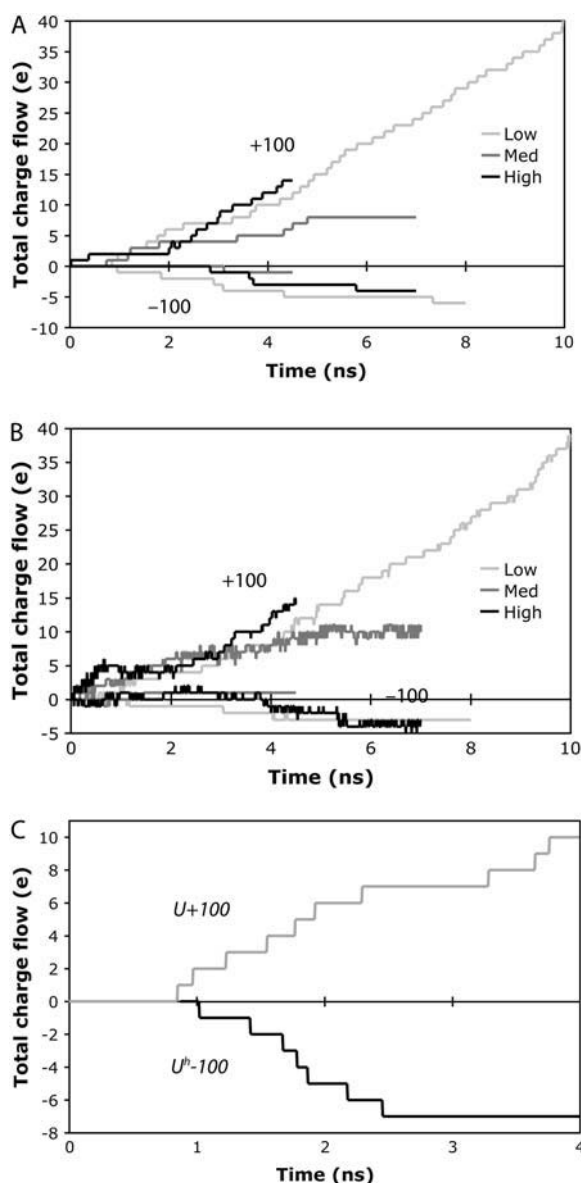 A
Total charge flow (e)
40
35
30
25
20
15
10
5
0
-5
-10
+100
–100
Low
Med
High
0 2 4 6 8 10
Time (ns)
B
Total charge flow (e)
40
35
30
25
20
15
10
5
0
-5
+100
–100
Low
Med
High
0 2 4 6 8 10
Time (ns)
C
Total charge flow (e)
10
8
6
4
2
0
-2
-4
-6
-8
U+100
Uʰ-100
0 1 2 3 4
Time (ns)